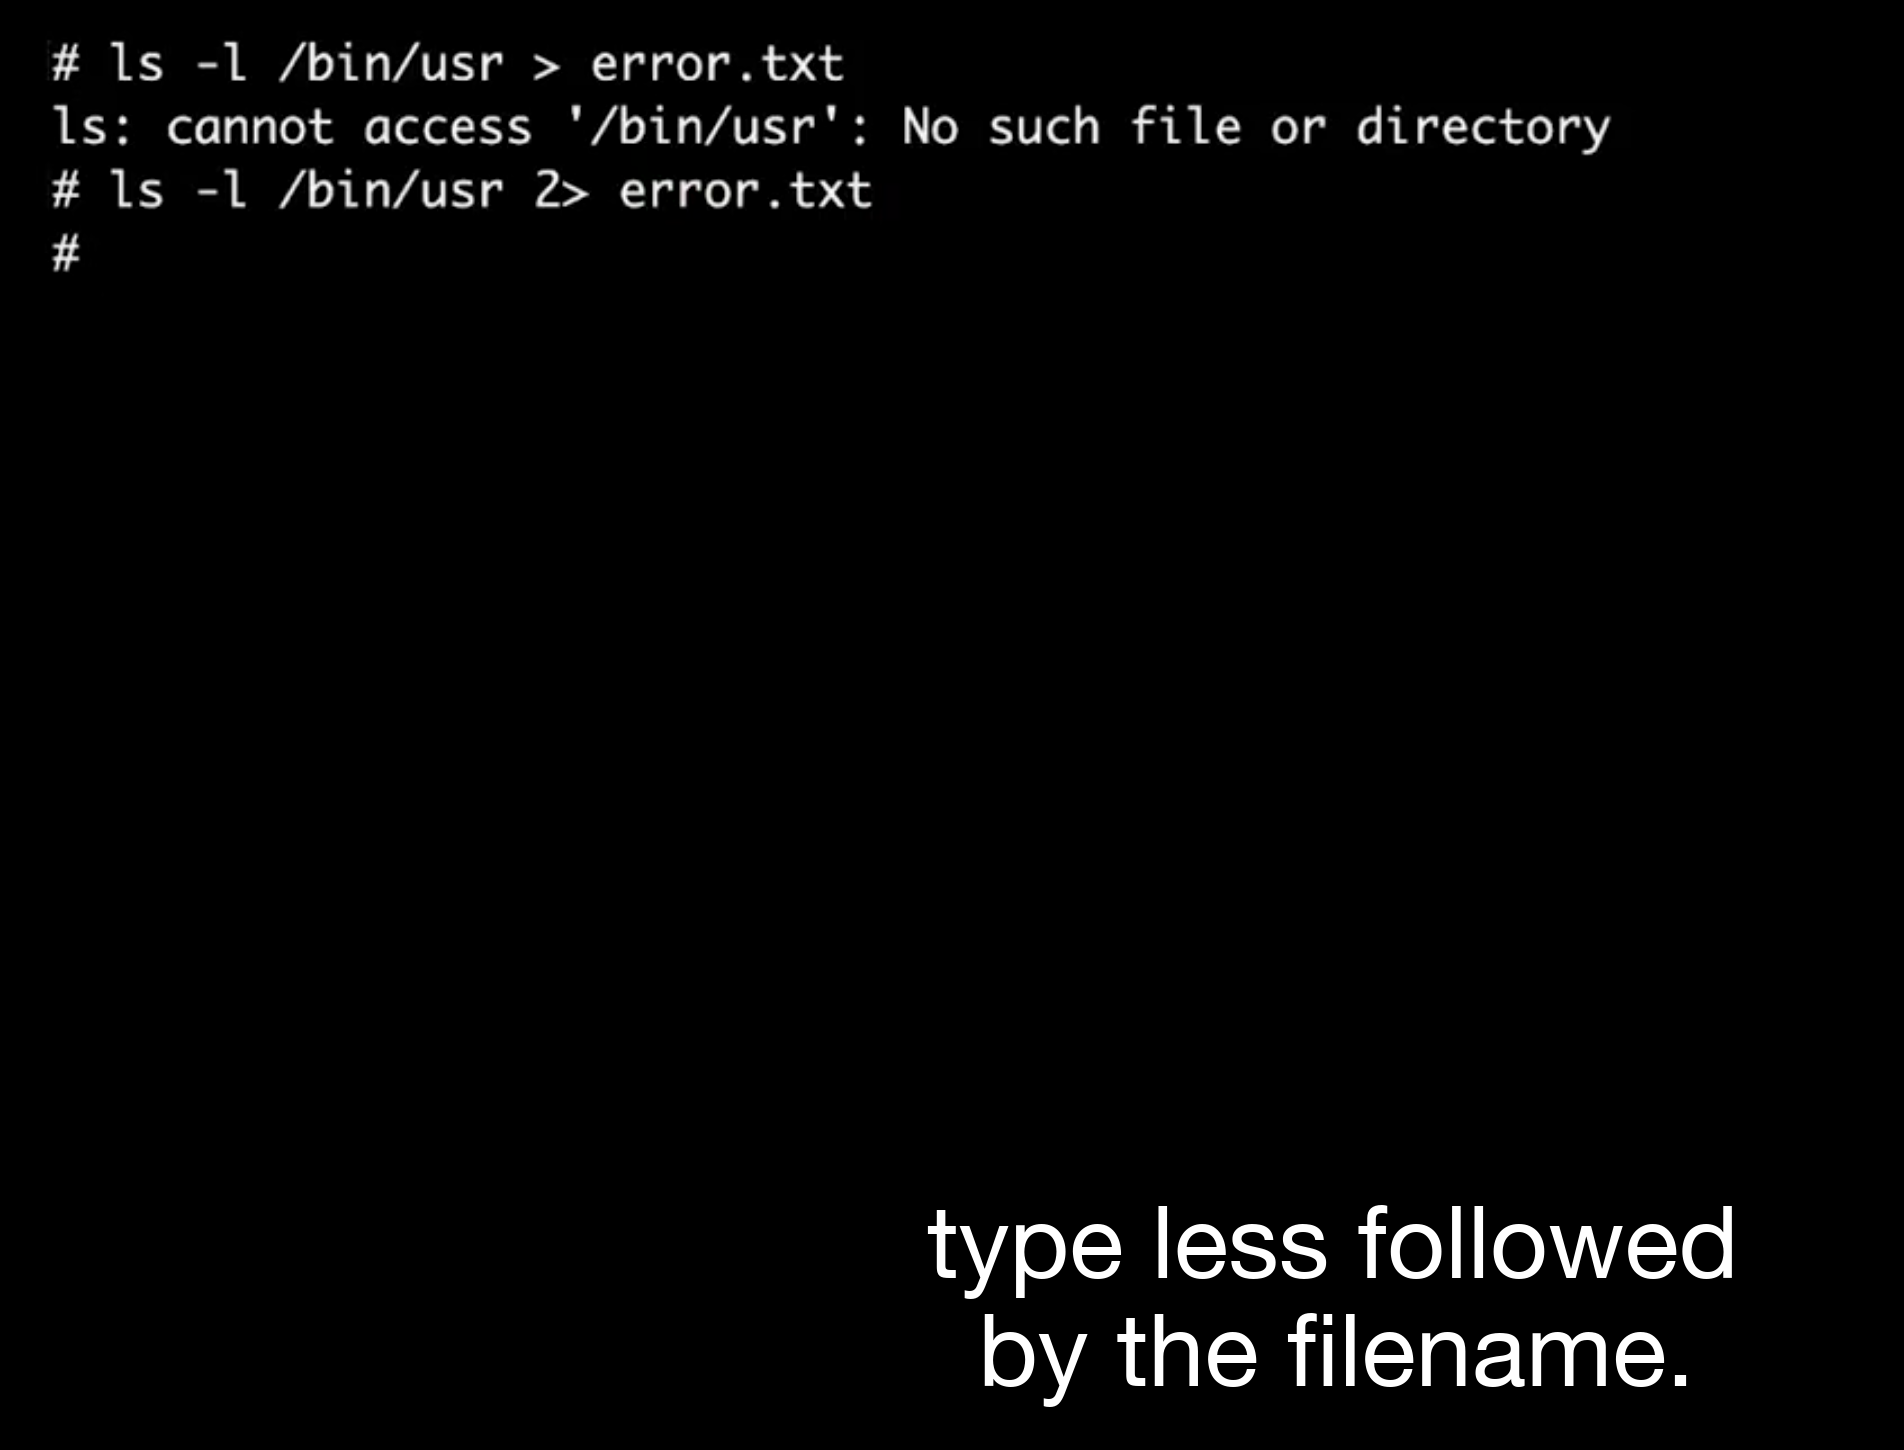 # ls -l /bin/usr > error.txt
ls: cannot access '/bin/usr': No such file or directory
# ls -l /bin/usr 2> error.txt
#
type less followed
by the filename.